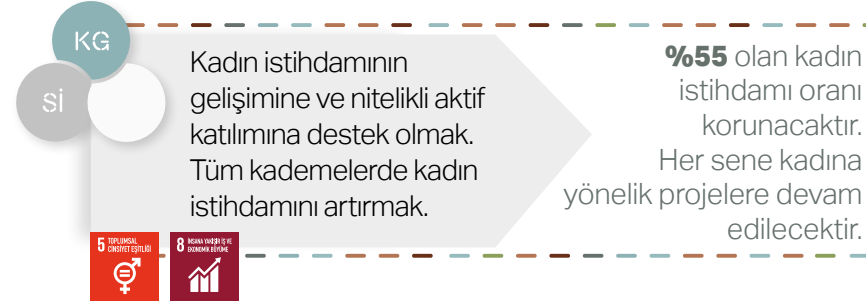 KG
Sİ
Kadın istihdamının
gelişimine ve nitelikli aktif
katılımına destek olmak.
Tüm kademelerde kadın
istihdamını artırmak.
%55 olan kadın
istihdamı oranı
korunacaktır.
Her sene kadına
yönelik projelere devam
edilecektir.
5 TOPLUMSAL
CİNSİYET EŞİTLİĞİ
8 İNSANA YAKIŞIR İŞ VE
EKONOMİK BÜYÜME